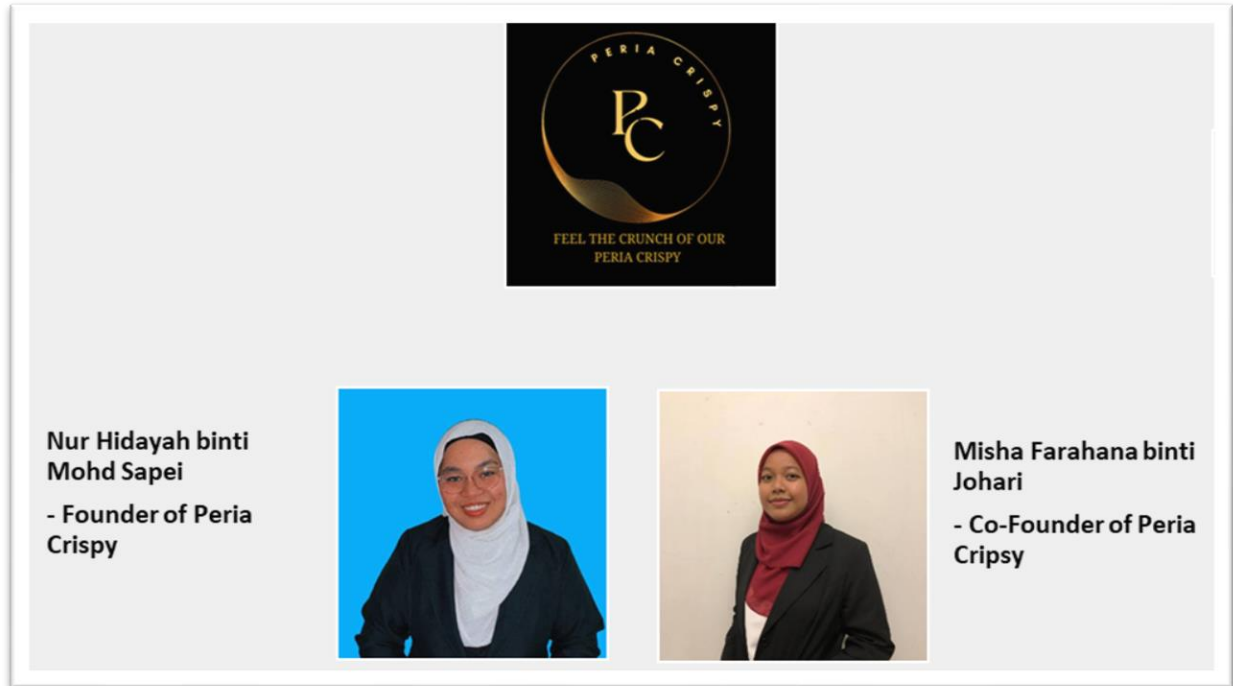 PERIA CRISPY
PC
FEEL THE CRUNCH OF OUR
PERIA CRISPY
Nur Hidayah binti
Mohd Sapei
- Founder of Peria
Crispy
Misha Farahana binti
Johari
- Co-Founder of Peria
Cripsy